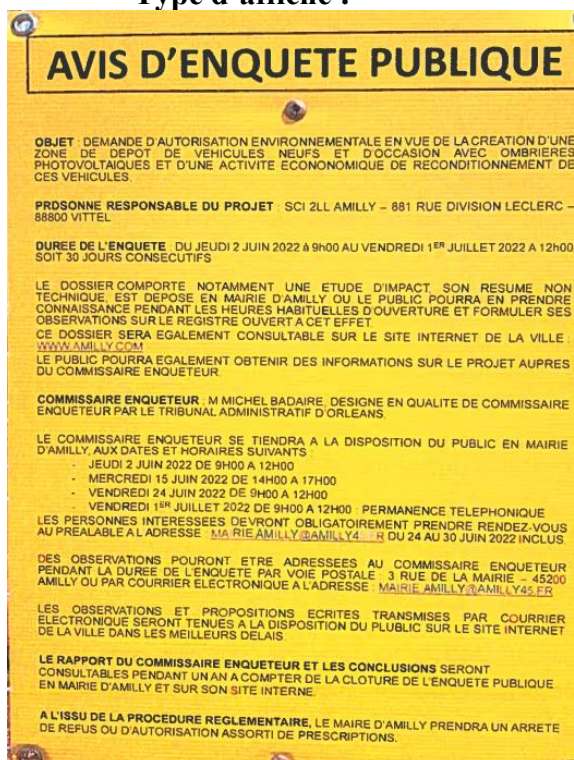 Type d'affiche :
AVIS D'ENQUETE PUBLIQUE
OBJET : DEMANDE D'AUTORISATION ENVIRONNEMENTALE EN VUE DE LA CREATION D'UNE
ZONE DE DEPOT DE VEHICULES NEUFS ET D'OCCASION AVEC OMBRIERES
PHOTOVOLTAIQUES ET D'UNE ACTIVITE ECONONOMIQUE DE RECONDITIONNEMENT DE
CES VEHICULES.
PRDSONNE RESPONSABLE DU PROJET : SCI 2LL AMILLY – 881 RUE DIVISION LECLERC –
88800 VITTEL
DUREE DE L'ENQUETE : DU JEUDI 2 JUIN 2022 à 9h00 AU VENDREDI 1ER JUILLET 2022 A 12h00
SOIT 30 JOURS CONSECUTIFS
LE DOSSIER COMPORTE NOTAMMENT UNE ETUDE D'IMPACT, SON RESUME NON
TECHNIQUE, EST DEPOSE EN MAIRIE D'AMILLY OU LE PUBLIC POURRA EN PRENDRE
CONNAISSANCE PENDANT LES HEURES HABITUELLES D'OUVERTURE ET FORMULER SES
OBSERVATIONS SUR LE REGISTRE OUVERT A CET EFFET.
CE DOSSIER SERA EGALEMENT CONSULTABLE SUR LE SITE INTERNET DE LA VILLE :
WWW.AMILLY.COM
LE PUBLIC POURRA EGALEMENT OBTENIR DES INFORMATIONS SUR LE PROJET AUPRES
DU COMMISSAIRE ENQUETEUR.
COMMISSAIRE ENQUETEUR : M MICHEL BADAIRE, DESIGNE EN QUALITE DE COMMISSAIRE
ENQUETEUR PAR LE TRIBUNAL ADMINISTRATIF D'ORLEANS.
LE COMMISSAIRE ENQUETEUR SE TIENDRA A LA DISPOSITION DU PUBLIC EN MAIRIE
D'AMILLY, AUX DATES ET HORAIRES SUIVANTS :
- JEUDI 2 JUIN 2022 DE 9H00 A 12H00
- MERCREDI 15 JUIN 2022 DE 14H00 A 17H00
- VENDREDI 24 JUIN 2022 DE 9H00 A 12H00
- VENDREDI 1ER JUILLET 2022 DE 9H00 A 12H00 : PERMANENCE TELEPHONIQUE
LES PERSONNES INTERESSEES DEVRONT OBLIGATOIREMENT PRENDRE RENDEZ-VOUS
AU PREALABLE A L'ADRESSE : MAIRIE.AMILLY@AMILLY45.FR DU 24 AU 30 JUIN 2022 INCLUS.
DES OBSERVATIONS POURONT ETRE ADRESSEES AU COMMISSAIRE ENQUETEUR
PENDANT LA DUREE DE L'ENQUETE PAR VOIE POSTALE : 3 RUE DE LA MAIRIE – 45200
AMILLY OU PAR COURRIER ELECTRONIQUE A L'ADRESSE : MAIRIE.AMILLY@AMILLY45.FR
LES OBSERVATIONS ET PROPOSITIONS ECRITES TRANSMISES PAR COURRIER
ELECTRONIQUE SERONT TENUES A LA DISPOSITION DU PLUBLIC SUR LE SITE INTERNET
DE LA VILLE DANS LES MEILLEURS DELAIS.
LE RAPPORT DU COMMISSAIRE ENQUETEUR ET LES CONCLUSIONS SERONT
CONSULTABLES PENDANT UN AN A COMPTER DE LA CLOTURE DE L'ENQUETE PUBLIQUE
EN MAIRIE D'AMILLY ET SUR SON SITE INTERNE.
A L'ISSU DE LA PROCEDURE REGLEMENTAIRE, LE MAIRE D'AMILLY PRENDRA UN ARRETE
DE REFUS OU D'AUTORISATION ASSORTI DE PRESCRIPTIONS.